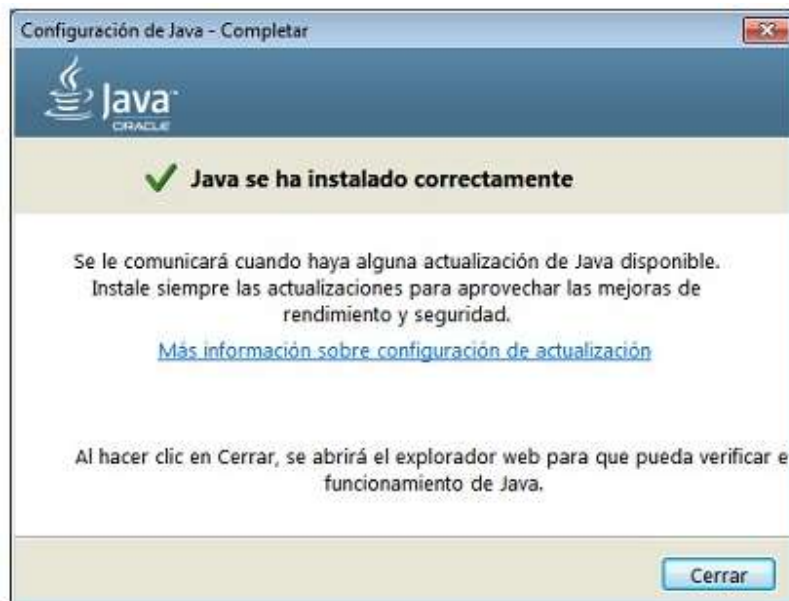 Configuración de Java - Completar
Java™
ORACLE
Java se ha instalado correctamente
Se le comunicará cuando haya alguna actualización de Java disponible.
Instale siempre las actualizaciones para aprovechar las mejoras de
rendimiento y seguridad.
Más información sobre configuración de actualización
Al hacer clic en Cerrar, se abrirá el explorador web para que pueda verificar e
funcionamiento de Java.
Cerrar